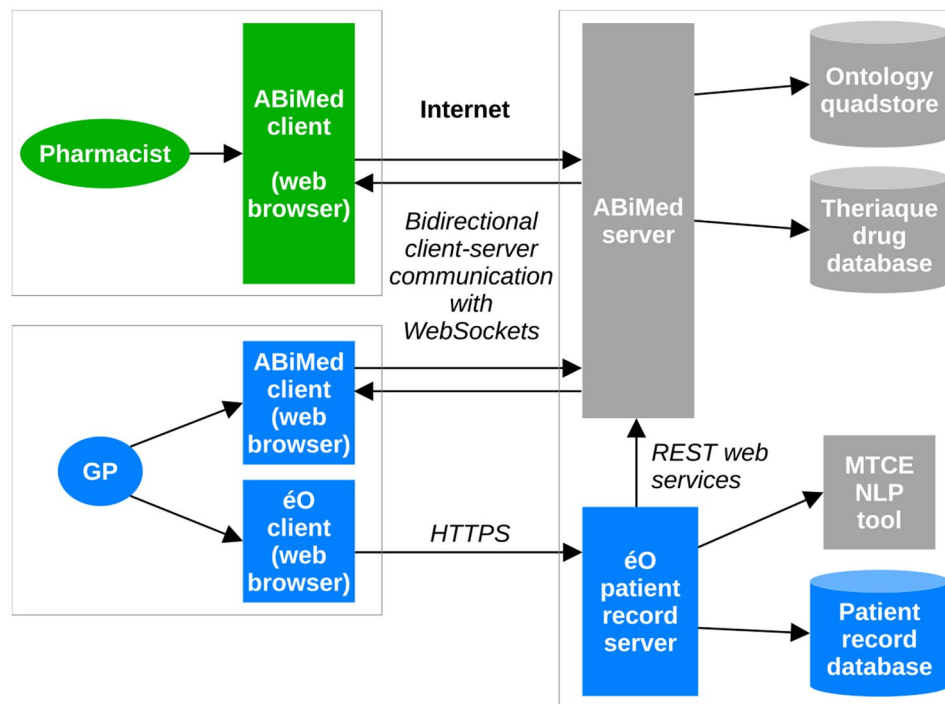 Pharmacist
ABiMed
client
(web
browser)
Internet
Bidirectional
client-server
communication
with
WebSockets
ABiMed
server
Ontology
quadstore
Theriaque
drug
database
GP
ABiMed
client
(web
browser)
éO
client
(web
browser)
HTTPS
REST web
services
éO
patient
record
server
MTCE
NLP
tool
Patient
record
database